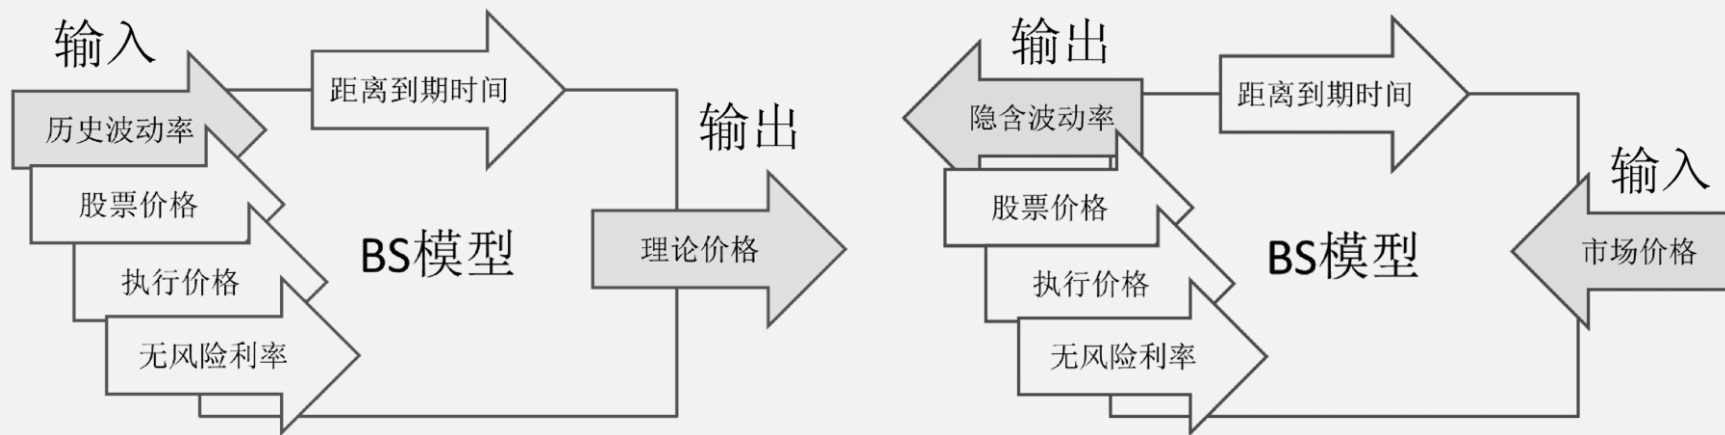 输入
距离到期时间
历史波动率
输出
股票价格
BS模型
理论价格
执行价格
无风险利率
输出
距离到期时间
隐含波动率
输入
股票价格
BS模型
市场价格
执行价格
无风险利率